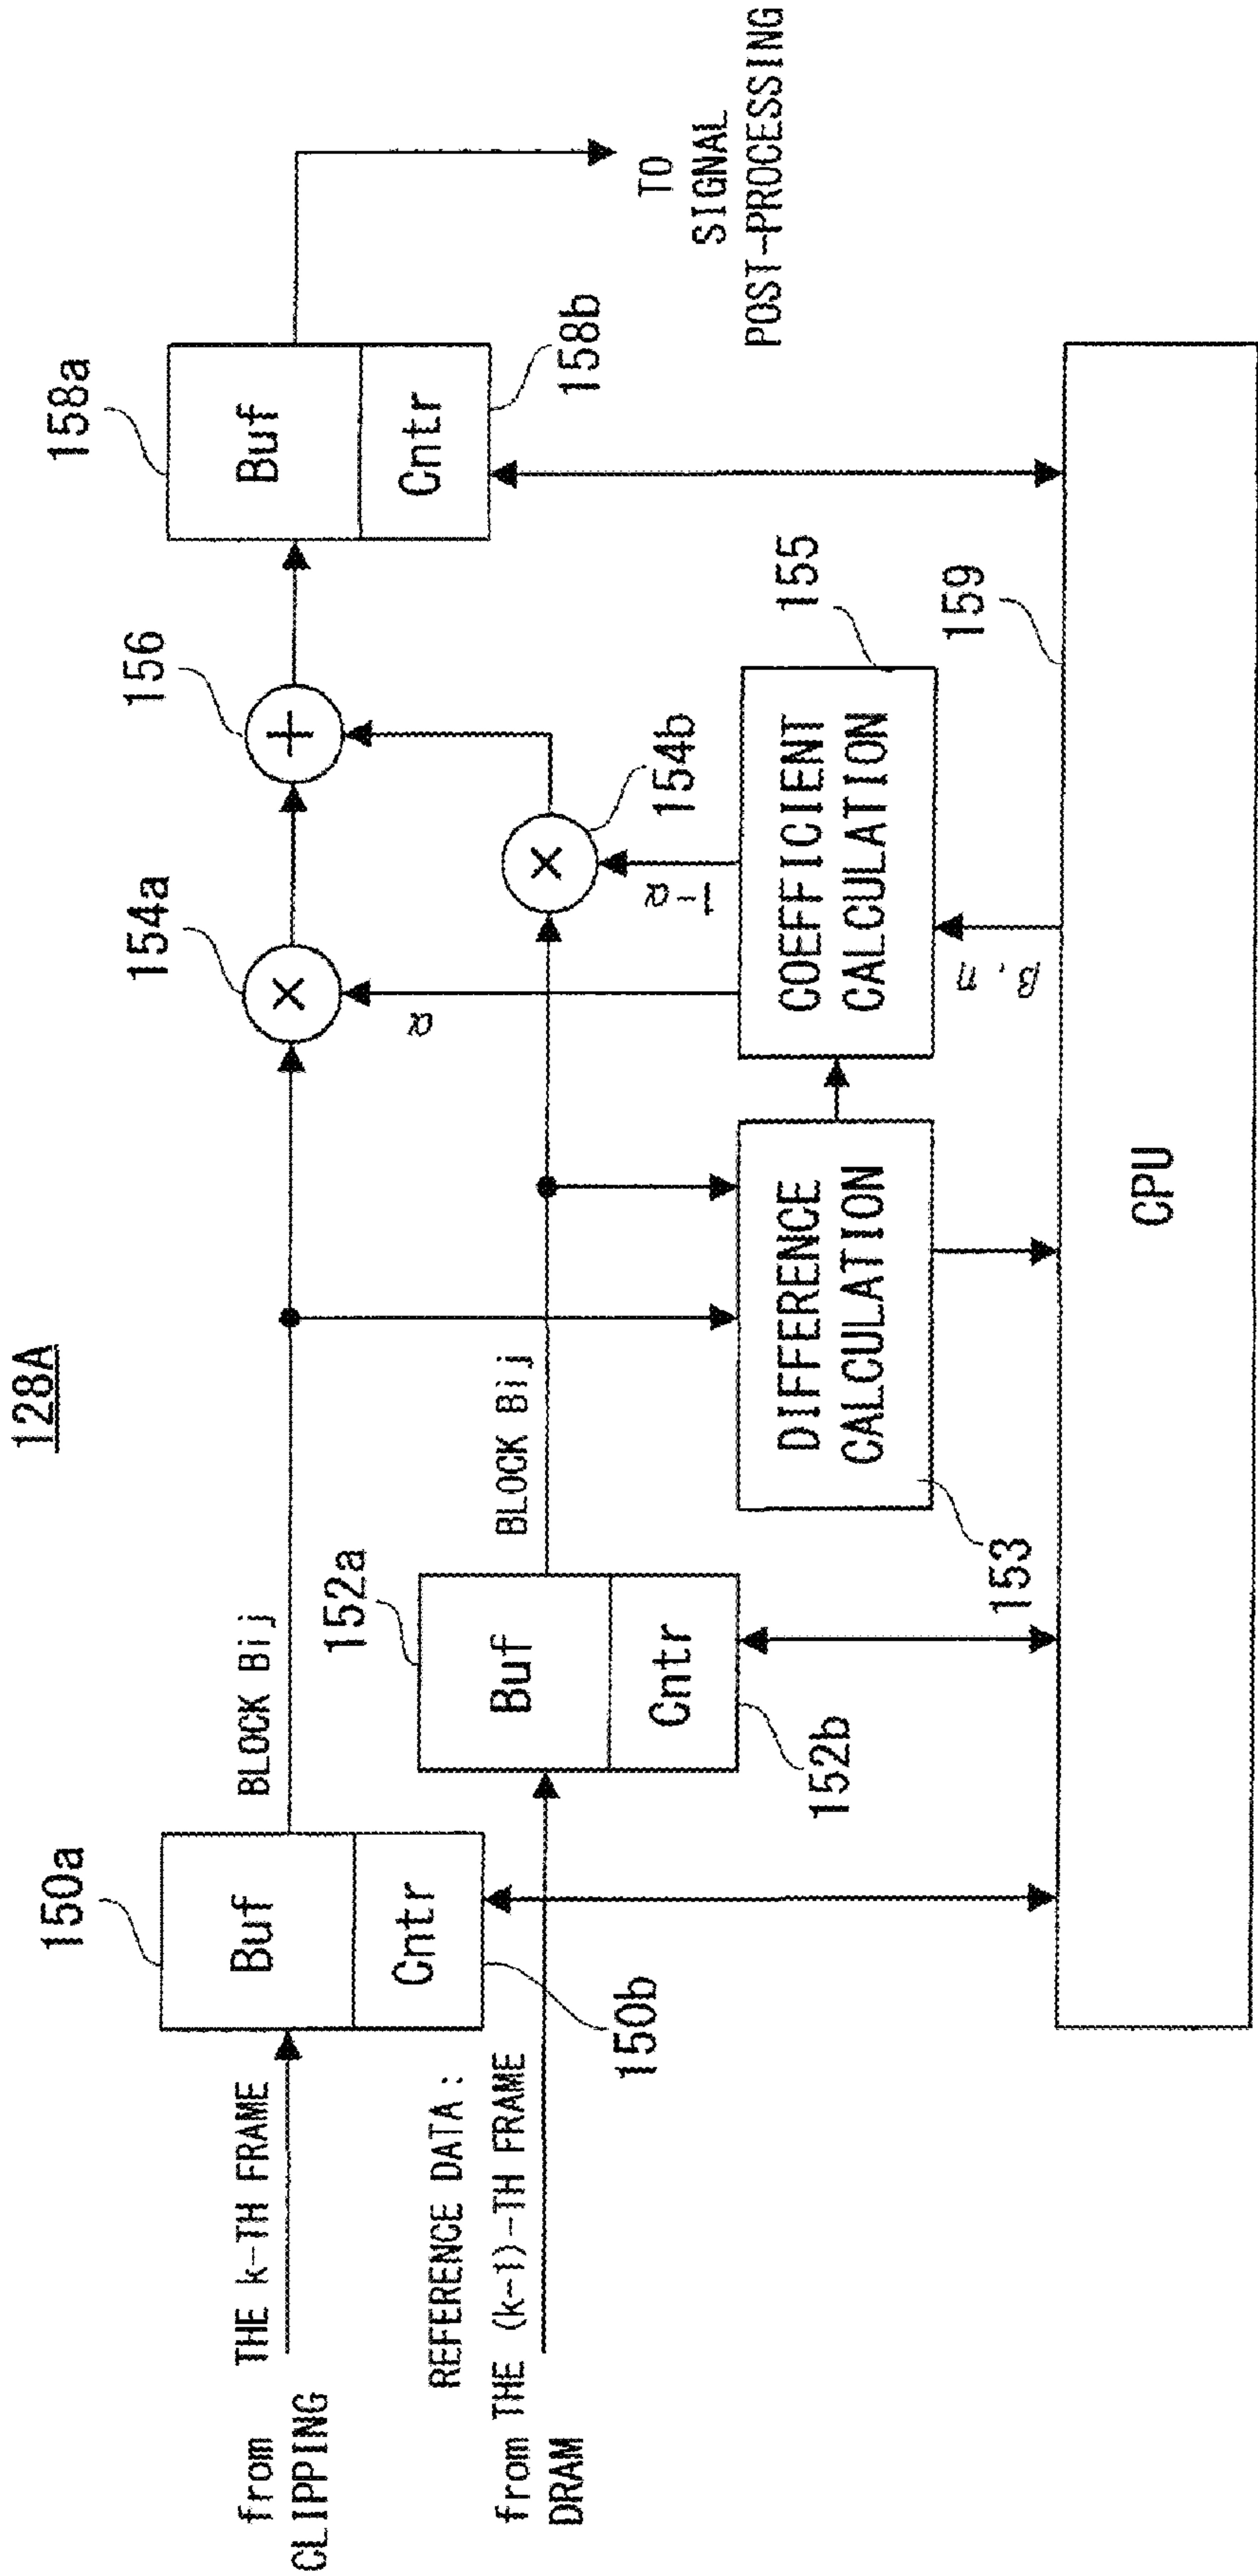 128A
from
CLIPPING
THE k-TH FRAME
150a
Buf
Cntr
150b
BLOCK Bij
REFERENCE DATA:
THE (k-1)-TH FRAME
from
DRAM
152a
Buf
Cntr
152b
BLOCK Bij
DIFFERENCE
CALCULATION
153
154a
×
α
154b
×
1-α
156
+
COEFFICIENT
CALCULATION
155
β, η
158a
Buf
Cntr
158b
TO
SIGNAL
POST-PROCESSING
159
CPU